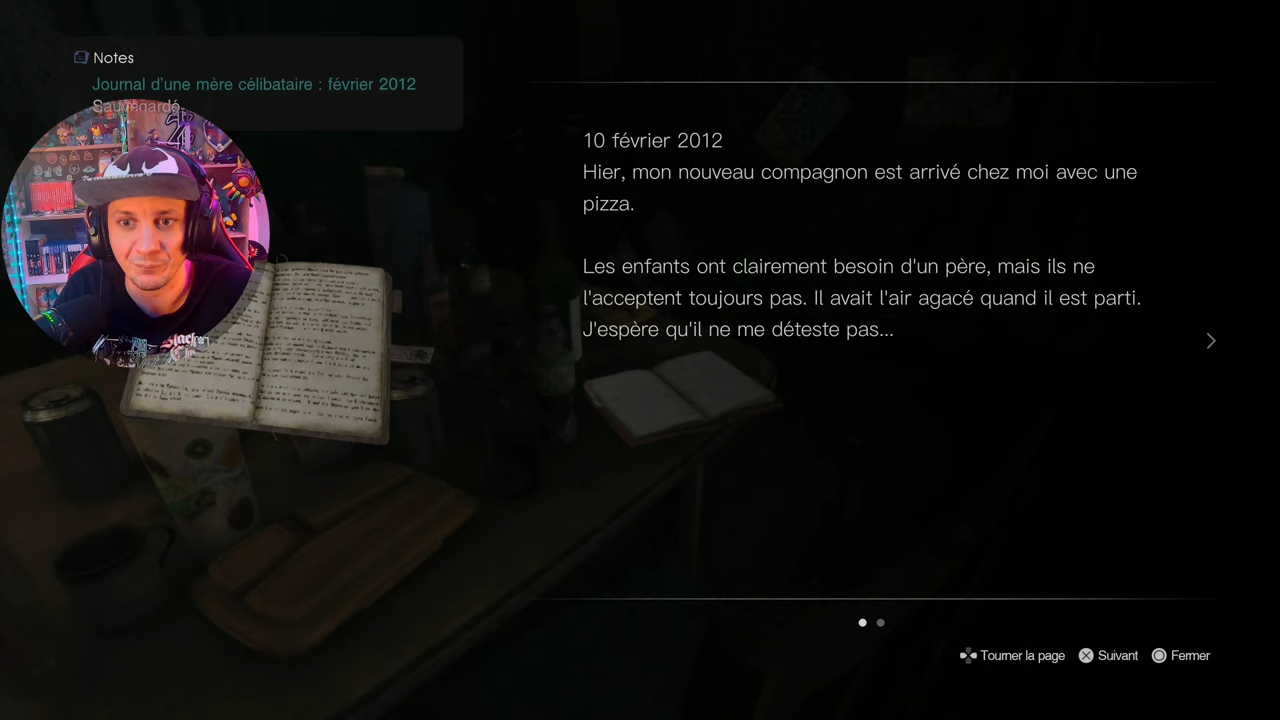 Notes
Journal d'une mère célibataire : février 2012
Sauvegardé.
10 février 2012
Hier, mon nouveau compagnon est arrivé chez moi avec une
pizza.
Les enfants ont clairement besoin d'un père, mais ils ne
l'acceptent toujours pas. Il avait l'air agacé quand il est parti.
J'espère qu'il ne me déteste pas...
Tourner la page
Suivant
Fermer